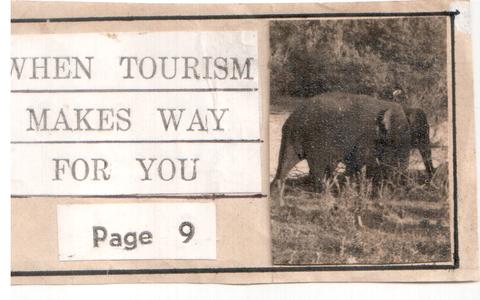 WHEN TOURISM
MAKES WAY
FOR YOU
Page 9